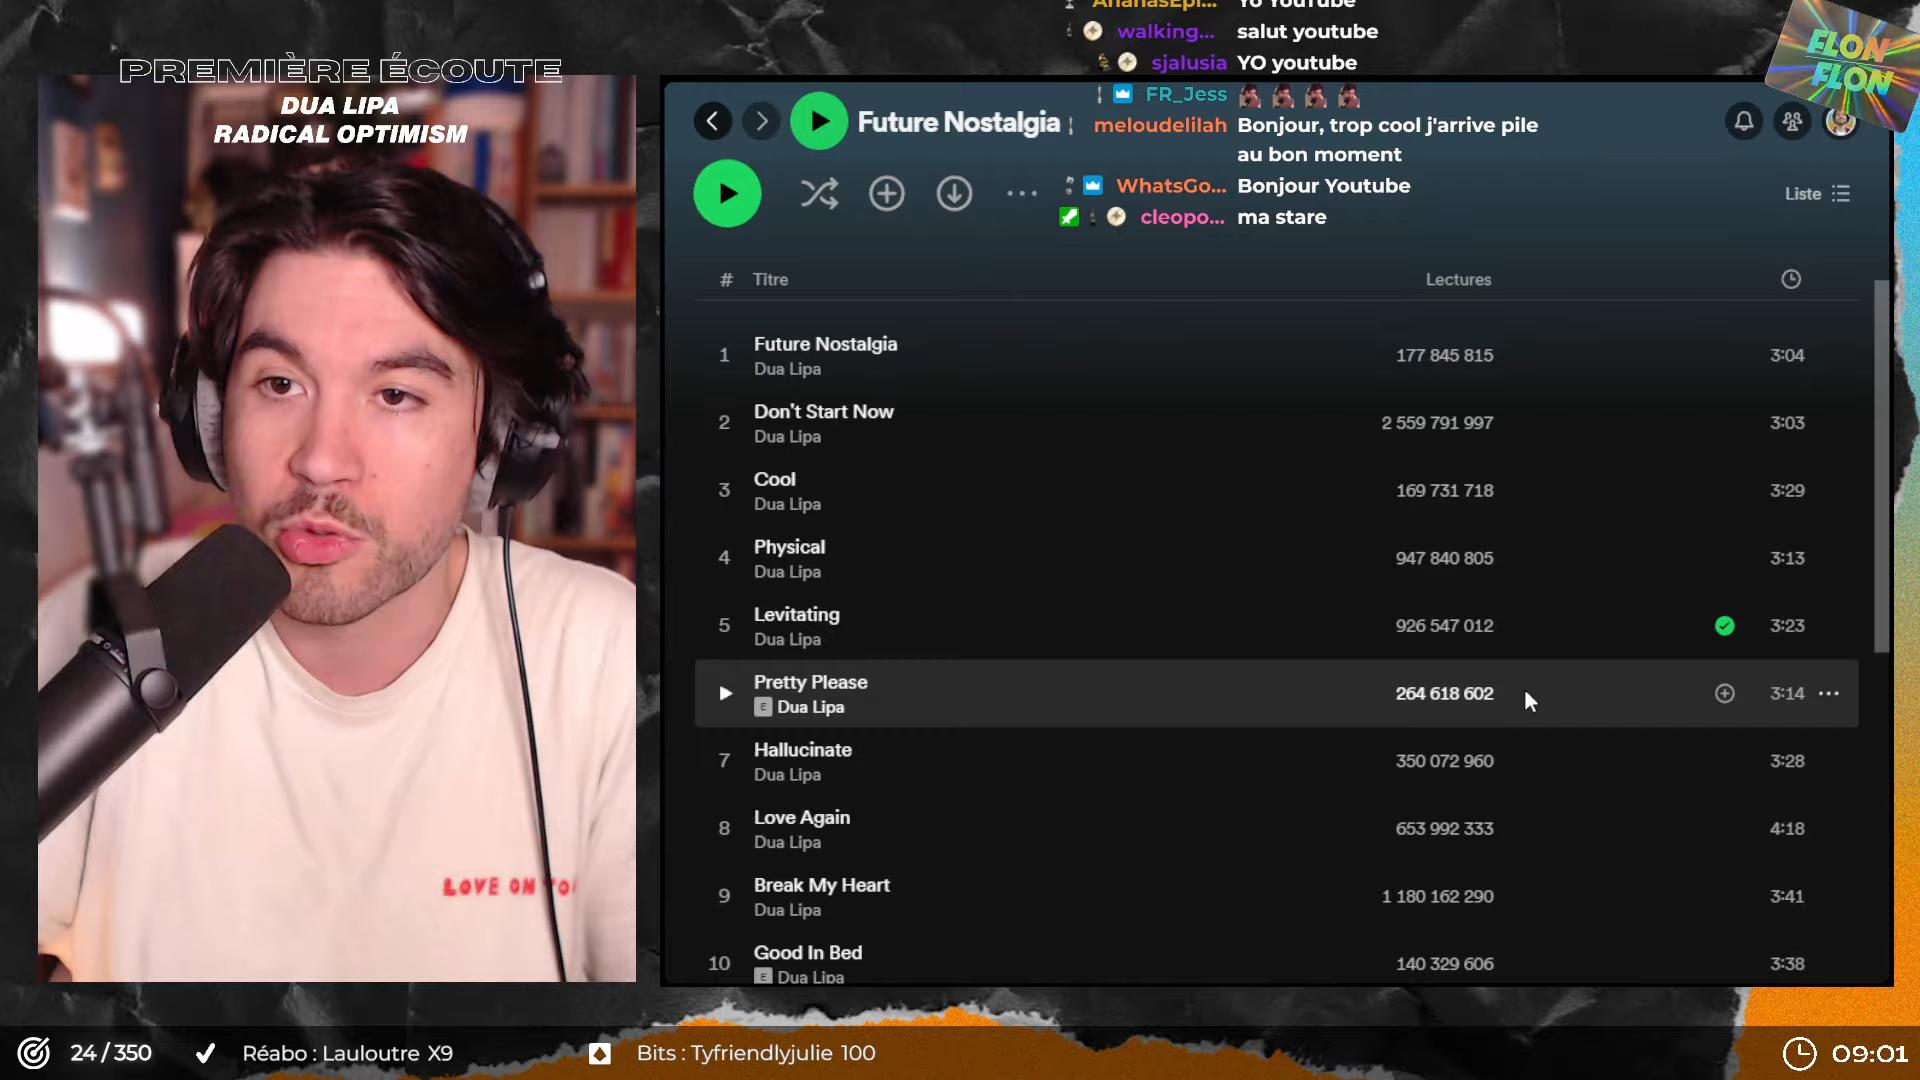 PREMIÈRE ÉCOUTE
DUA LIPA
RADICAL OPTIMISM
Yo YouTube
walking... salut youtube
sjalusia YO youtube
FR_Jess
meloudelilah Bonjour, trop cool j'arrive pile
au bon moment
WhatsGo... Bonjour Youtube
cleopo... ma stare
FLON
FLON
Future Nostalgia
Liste
# Titre Lectures
1 Future Nostalgia 177 845 815 3:04
Dua Lipa
2 Don't Start Now 2 559 791 997 3:03
Dua Lipa
3 Cool 169 731 718 3:29
Dua Lipa
4 Physical 947 840 805 3:13
Dua Lipa
5 Levitating 926 547 012 3:23
Dua Lipa
Pretty Please 264 618 602 3:14
E Dua Lipa
7 Hallucinate 350 072 960 3:28
Dua Lipa
8 Love Again 653 992 333 4:18
Dua Lipa
9 Break My Heart 1 180 162 290 3:41
Dua Lipa
10 Good In Bed 140 329 606 3:38
E Dua Lipa
LOVE ON YO
24 / 350 Réabo : Lauloutre X9 Bits : Tyfriendlyjulie 100 09:01